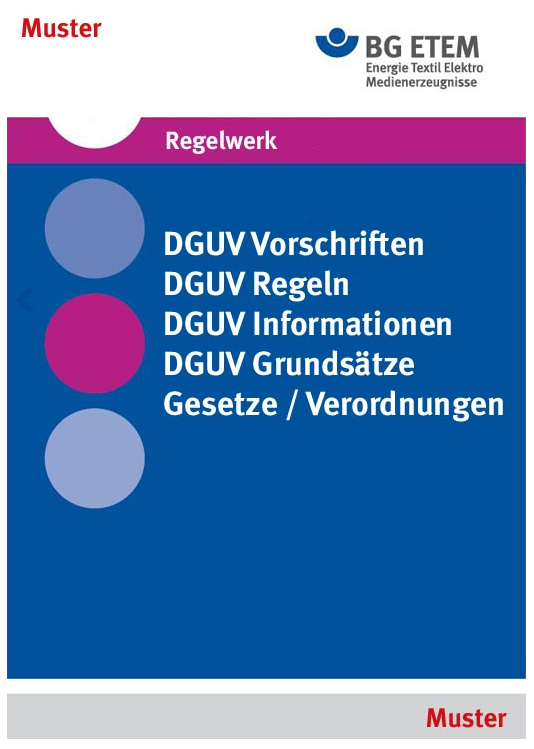 Muster
BG ETEM
Energie Textil Elektro
Medienerzeugnisse
Regelwerk
DGUV Vorschriften
DGUV Regeln
DGUV Informationen
DGUV Grundsätze
Gesetze / Verordnungen
Muster